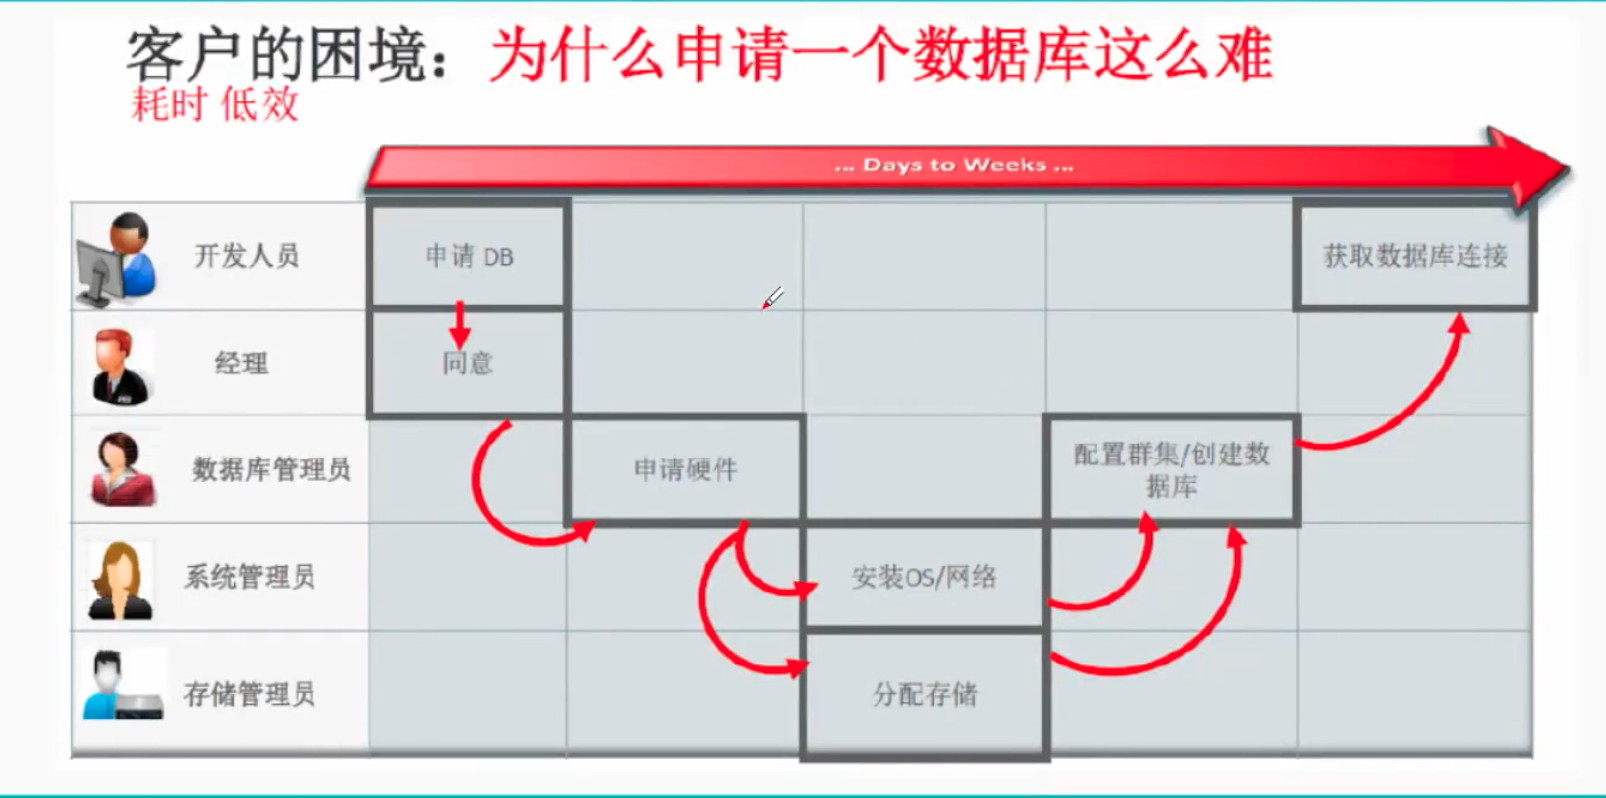 客户的困境：为什么申请一个数据库这么难
耗时 低效
... Days to Weeks ...
开发人员
申请 DB
获取数据库连接
经理
同意
数据库管理员
申请硬件
配置群集/创建数
据库
系统管理员
安装OS/网络
存储管理员
分配存储